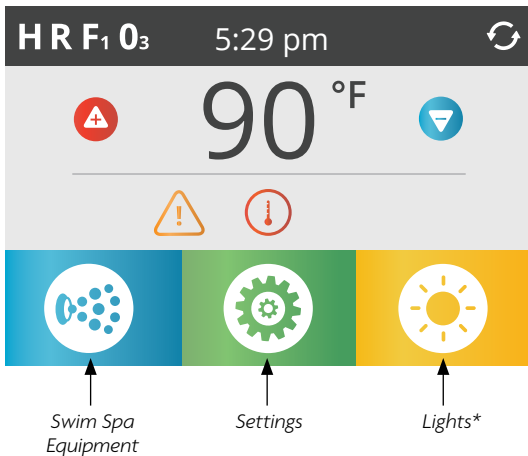 H R F1 03 5:29 pm
90 °F
Swim Spa Equipment
Settings
Lights*